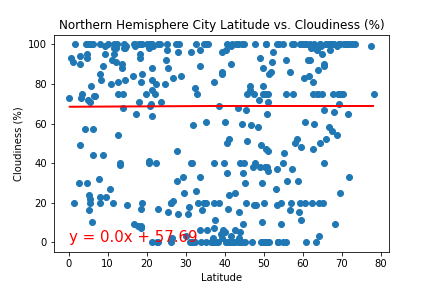 Northern Hemisphere City Latitude vs. Cloudiness (%)
100
80
60
40
20
0
Cloudiness (%)
y = 0.0x + 57.69
0 10 20 30 40 50 60 70 80
Latitude